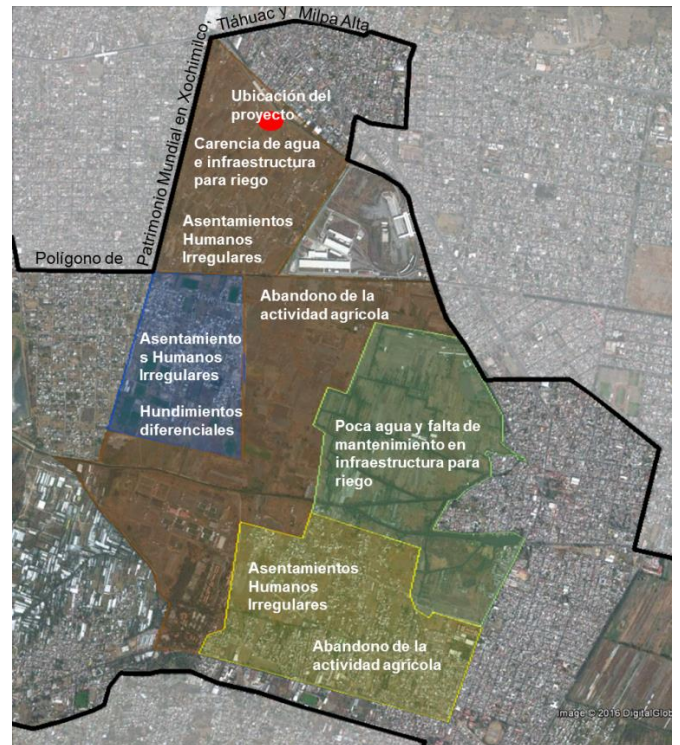 Tláhuac y Milpa Alta
Patrimonio Mundial en Xochimilco,
Polígono de
Ubicación del
proyecto
Carencia de agua
e infraestructura
para riego
Asentamientos
Humanos
Irregulares
Abandono de la
actividad agrícola
Asentamiento
s Humanos
Irregulares
Hundimientos
diferenciales
Poca agua y falta de
mantenimiento en
infraestructura para
riego
Asentamientos
Humanos
Irregulares
Abandono de la
actividad agrícola
Image © 2016 DigitalGlob